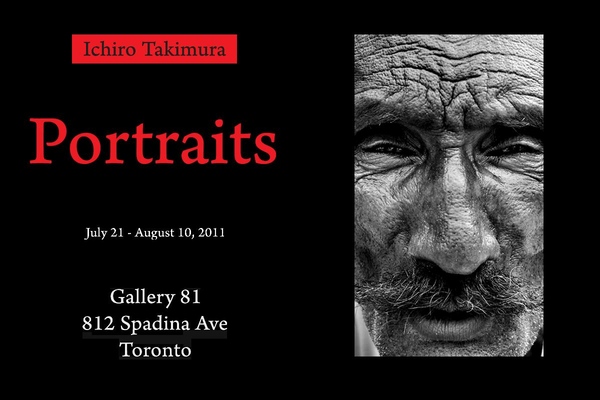 Ichiro Takimura
Portraits
July 21 - August 10, 2011
Gallery 81
812 Spadina Ave
Toronto